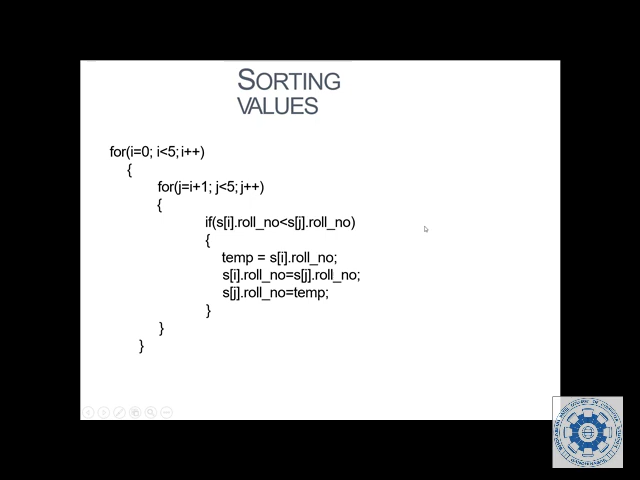 SORTING
VALUES
for(i=0; i<5; i++)
{
for(j=i+1; j<5; j++)
{
if(s[i].roll_no<s[j].roll_no)
{
temp = s[i].roll_no;
s[i].roll_no=s[j].roll_no;
s[j].roll_no=temp;
}
}
}